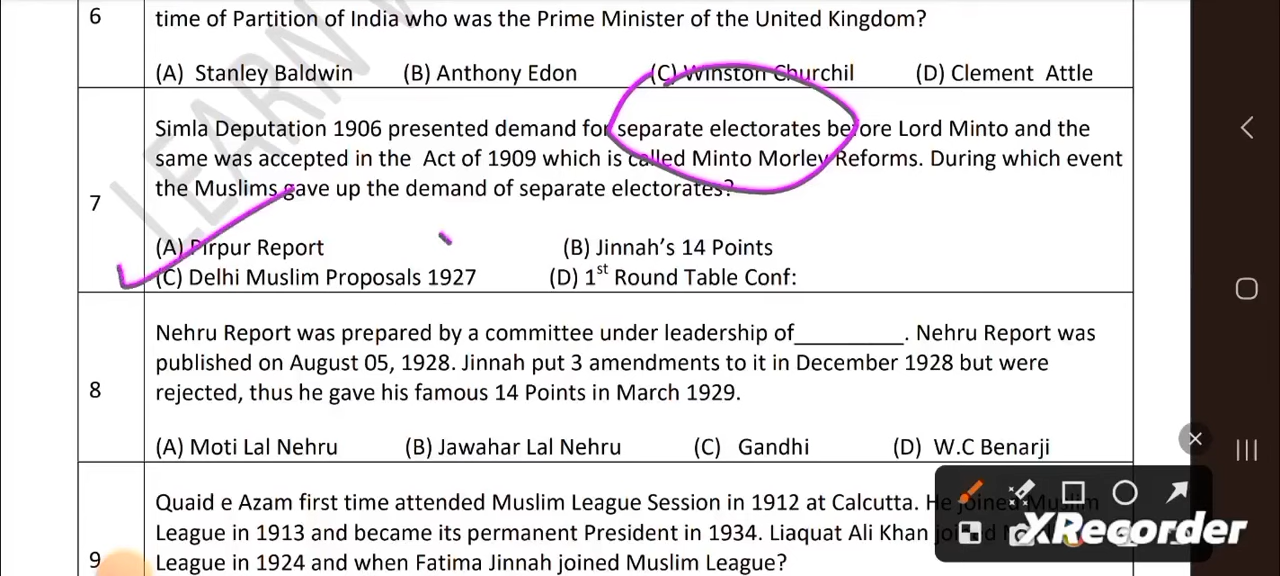 6
time of Partition of India who was the Prime Minister of the United Kingdom?
(A) Stanley Baldwin (B) Anthony Edon (C) Winston Churchil (D) Clement Attle
Simla Deputation 1906 presented demand for separate electorates before Lord Minto and the
same was accepted in the Act of 1909 which is called Minto Morley Reforms. During which event
the Muslims gave up the demand of separate electorates?
7
(A) Pirpur Report (B) Jinnah's 14 Points
(C) Delhi Muslim Proposals 1927 (D) 1st Round Table Conf:
Nehru Report was prepared by a committee under leadership of__________. Nehru Report was
published on August 05, 1928. Jinnah put 3 amendments to it in December 1928 but were
8
rejected, thus he gave his famous 14 Points in March 1929.
(A) Moti Lal Nehru (B) Jawahar Lal Nehru (C) Gandhi (D) W.C Benarji
Quaid e Azam first time attended Muslim League Session in 1912 at Calcutta. He joined Muslim
League in 1913 and became its permanent President in 1934. Liaquat Ali Khan
9
League in 1924 and when Fatima Jinnah joined Muslim League?
LEARN
XRecorder